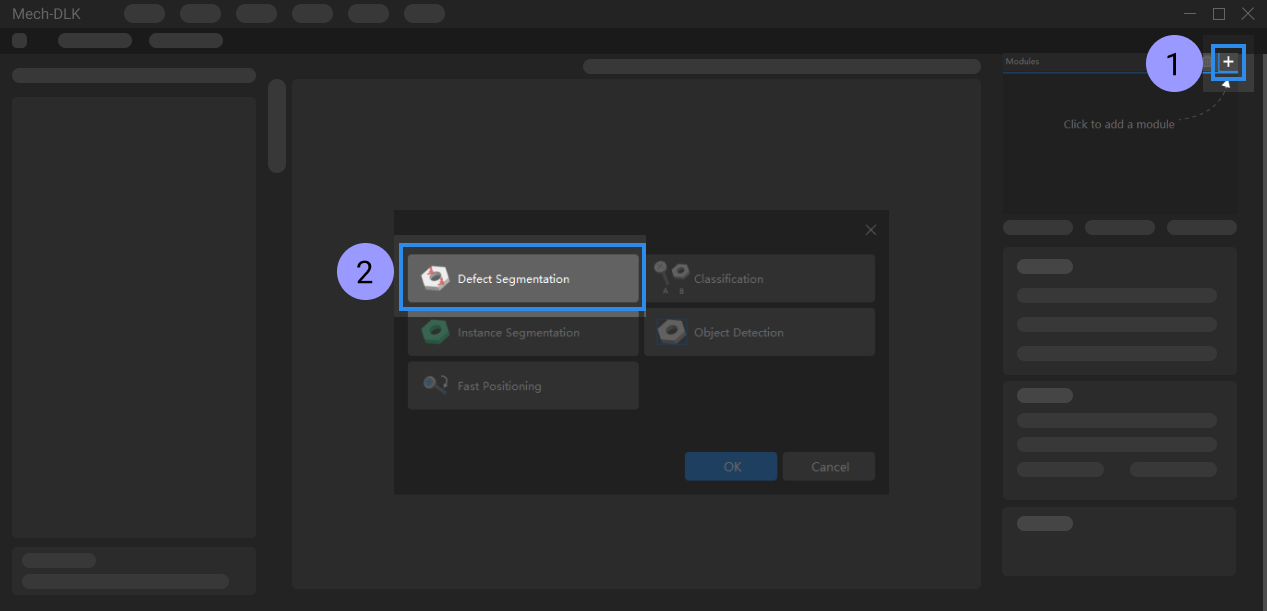 Mech-DLK
Modules
1
+
Click to add a module
2
Defect Segmentation
Classification
A B
Instance Segmentation
Object Detection
Fast Positioning
OK
Cancel